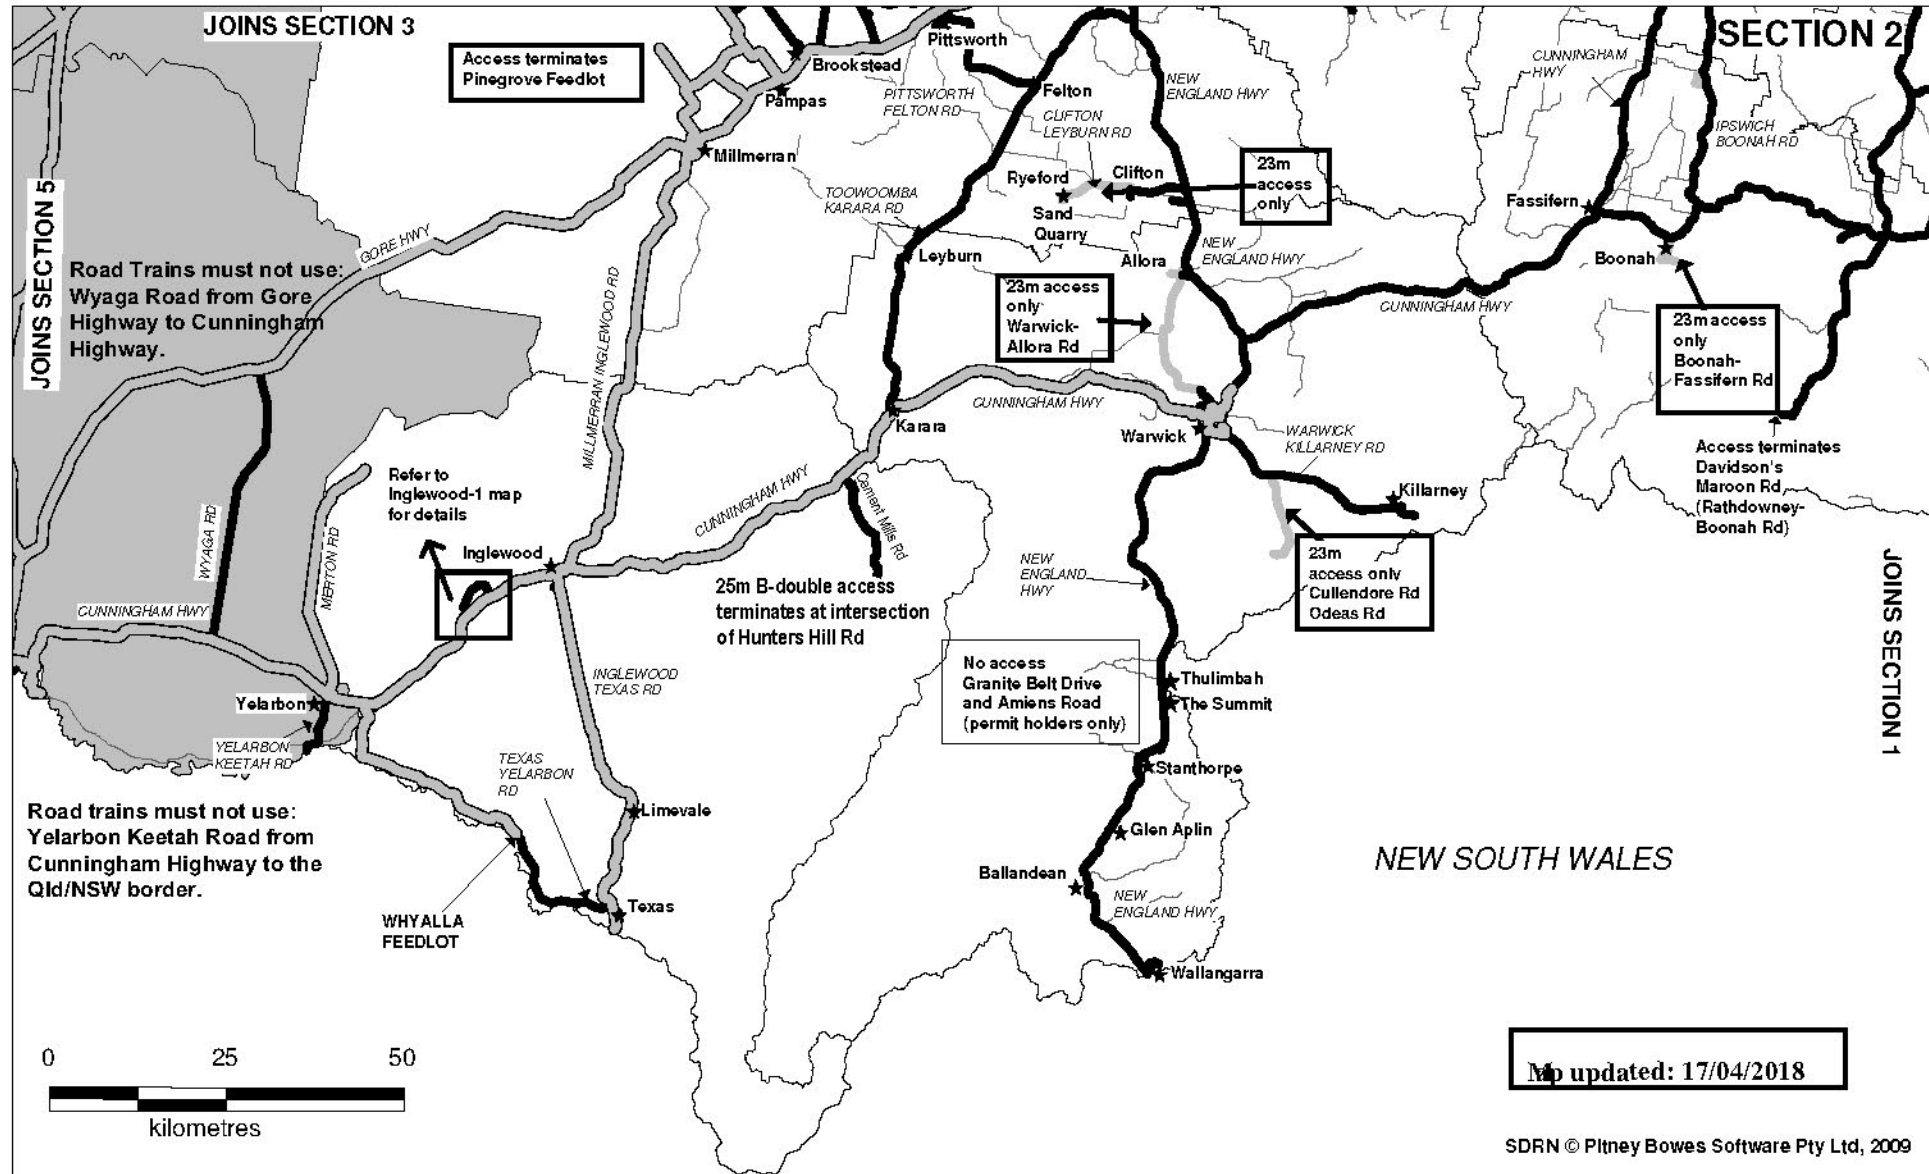 JOINS SECTION 3
SECTION 2
Access terminates
Pinegrove Feedlot
Pittsworth
Brookstead
Pampas
Millmerran
PITTSWORTH
FELTON RD
Felton
NEW
ENGLAND HWY
CLIFTON
LEYBURN RD
CUNNINGHAM
HWY
IPSWICH
BOONAH RD
Ryeford
Clifton
Sand
Quarry
23m
access
only
TOOWOOMBA
KARARA RD
Leyburn
Allora
NEW
ENGLAND HWY
Fassifern
Boonah
JOINS SECTION 5
GORE HWY
Road Trains must not use:
Wyaga Road from Gore
Highway to Cunningham
Highway.
MILLMERRAN INGLEWOOD RD
23m access
only
Warwick-
Allora Rd
CUNNINGHAM HWY
23m access
only
Boonah-
Fassifern Rd
CUNNINGHAM HWY
Karara
Warwick
WARWICK
KILLARNEY RD
Killarney
Access terminates
Davidson's
Maroon Rd
(Rathdowney-
Boonah Rd)
Refer to
Inglewood-1 map
for details
WYAGA RD
MERTON RD
CUNNINGHAM HWY
Cement Mills Rd
Inglewood
CUNNINGHAM HWY
25m B-double access
terminates at intersection
of Hunters Hill Rd
NEW
ENGLAND
HWY
23m
access only
Cullendore Rd
Odeas Rd
JOINS SECTION 1
INGLEWOOD
TEXAS RD
No access
Granite Belt Drive
and Amiens Road
(permit holders only)
Thulimbah
The Summit
Yelarbon
YELARBON
KEETAH RD
TEXAS
YELARBON
RD
Stanthorpe
Limevale
Glen Aplin
Road trains must not use:
Yelarbon Keetah Road from
Cunningham Highway to the
Qld/NSW border.
NEW SOUTH WALES
Ballandean
NEW
ENGLAND HWY
Texas
WHYALLA
FEEDLOT
Wallangarra
0 25 50
kilometres
Map updated: 17/04/2018
SDRN © Pitney Bowes Software Pty Ltd, 2009